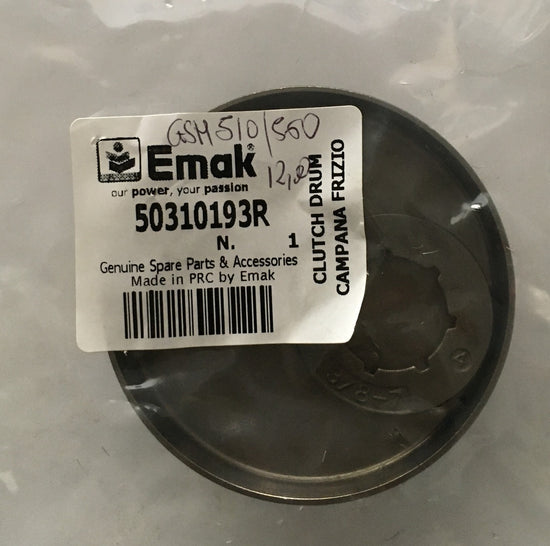 GSM 510/560
Emak®
12,00
our power, your passion
50310193R
N. 1
Genuine Spare Parts & Accessories
Made in PRC by Emak
CLUTCH DRUM
CAMPANA FRIZIO
3/8-7